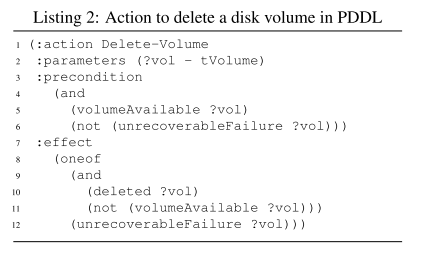 Listing 2: Action to delete a disk volume in PDDL
1 (:action Delete-Volume
2  :parameters (?vol - tVolume)
3  :precondition
4    (and
5      (volumeAvailable ?vol)
6      (not (unrecoverableFailure ?vol)))
7  :effect
8    (oneof
9      (and
10        (deleted ?vol)
11        (not (volumeAvailable ?vol)))
12      (unrecoverableFailure ?vol)))